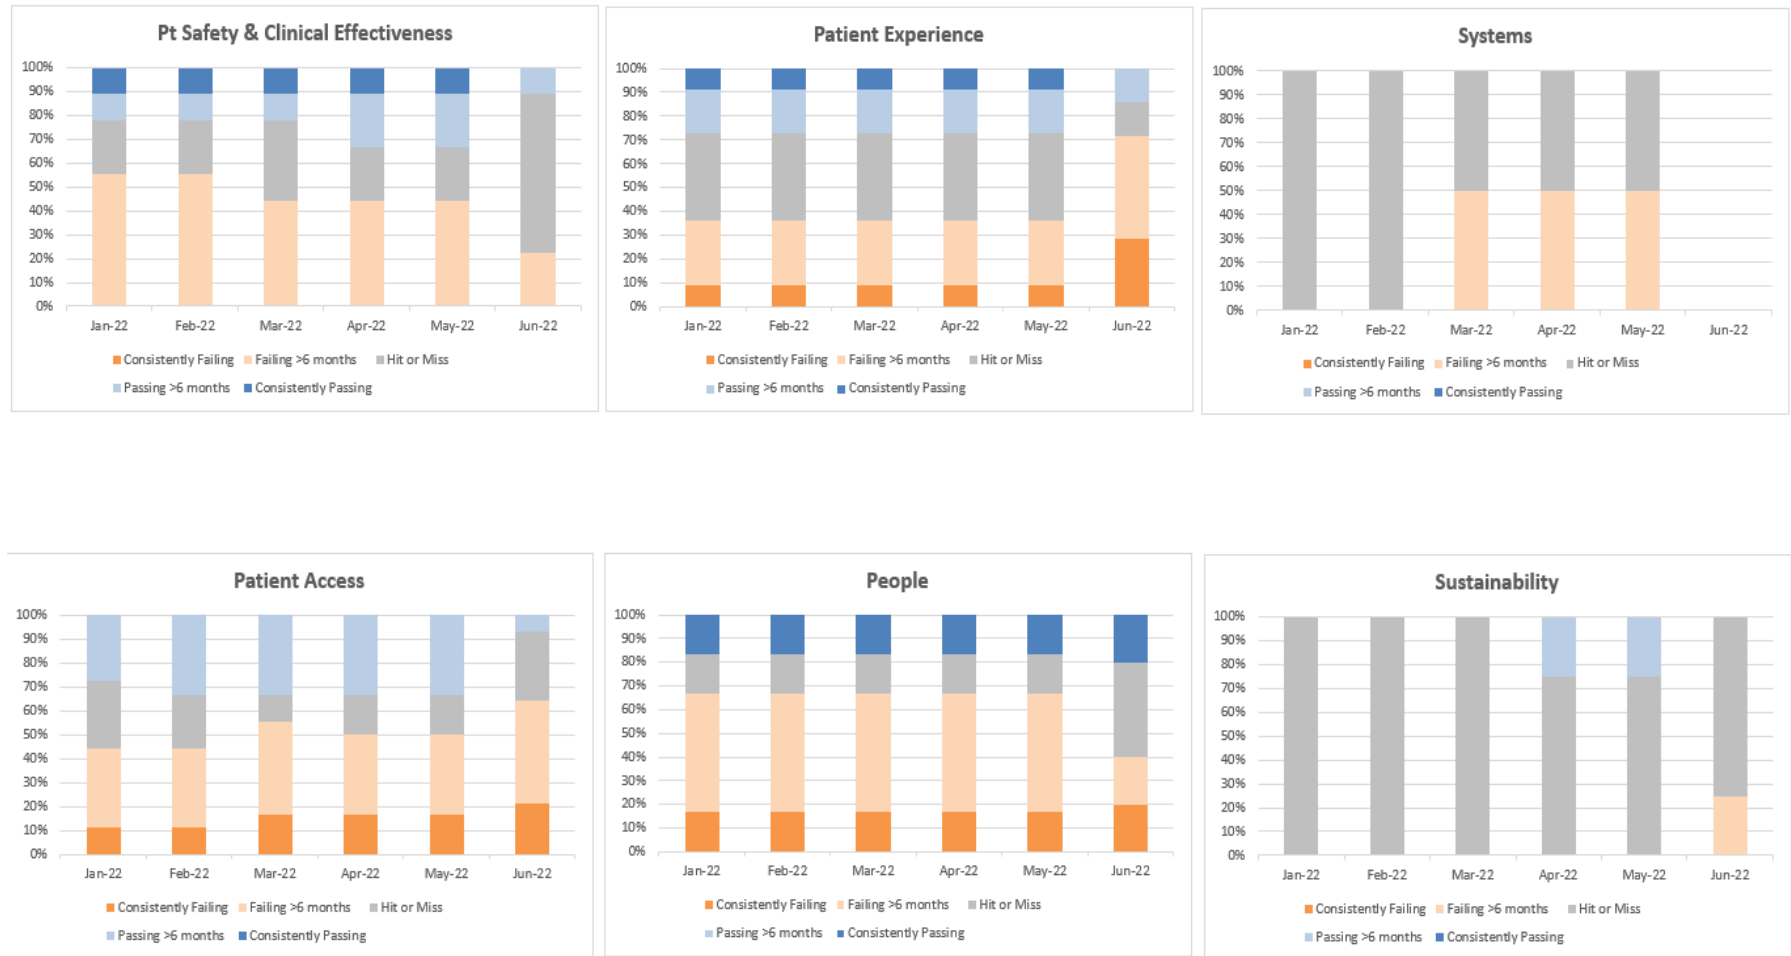 Pt Safety & Clinical Effectiveness
100%
90%
80%
70%
60%
50%
40%
30%
20%
10%
0%
Jan-22 Feb-22 Mar-22 Apr-22 May-22 Jun-22
Consistently Failing Failing >6 months Hit or Miss
Passing >6 months Consistently Passing
Patient Experience
100%
90%
80%
70%
60%
50%
40%
30%
20%
10%
0%
Jan-22 Feb-22 Mar-22 Apr-22 May-22 Jun-22
Consistently Failing Failing >6 months Hit or Miss
Passing >6 months Consistently Passing
Systems
100%
90%
80%
70%
60%
50%
40%
30%
20%
10%
0%
Jan-22 Feb-22 Mar-22 Apr-22 May-22 Jun-22
Consistently Failing Failing >6 months Hit or Miss
Passing >6 months Consistently Passing
Patient Access
100%
90%
80%
70%
60%
50%
40%
30%
20%
10%
0%
Jan-22 Feb-22 Mar-22 Apr-22 May-22 Jun-22
Consistently Failing Failing >6 months Hit or Miss
Passing >6 months Consistently Passing
People
100%
90%
80%
70%
60%
50%
40%
30%
20%
10%
0%
Jan-22 Feb-22 Mar-22 Apr-22 May-22 Jun-22
Consistently Failing Failing >6 months Hit or Miss
Passing >6 months Consistently Passing
Sustainability
100%
90%
80%
70%
60%
50%
40%
30%
20%
10%
0%
Jan-22 Feb-22 Mar-22 Apr-22 May-22 Jun-22
Consistently Failing Failing >6 months Hit or Miss
Passing >6 months Consistently Passing